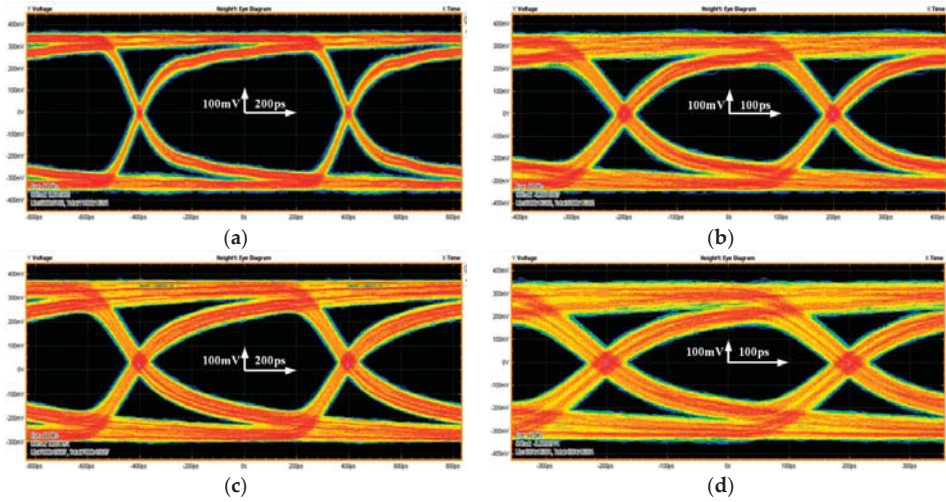 Y Voltage Height1: Eye Diagram X Time
400mV
300mV
200mV
100mV
0V
-100mV
-200mV
-300mV
-400mV
100mV 200ps
-800ps -600ps -400ps -200ps 0s 200ps 400ps 600ps 800ps
(a)
Y Voltage Height1: Eye Diagram X Time
400mV
300mV
200mV
100mV
0V
-100mV
-200mV
-300mV
-400mV
100mV 100ps
-400ps -300ps -200ps -100ps 0s 100ps 200ps 300ps 400ps
(b)
Y Voltage Height1: Eye Diagram X Time
400mV
300mV
200mV
100mV
0V
-100mV
-200mV
-300mV
100mV 200ps
-800ps -600ps -400ps -200ps 0s 200ps 400ps 600ps 800ps
(c)
Y Voltage Height1: Eye Diagram X Time
400mV
300mV
200mV
100mV
0V
-100mV
-200mV
-300mV
-400mV
100mV 100ps
-300ps -200ps -100ps 0s 100ps 200ps 300ps
(d)